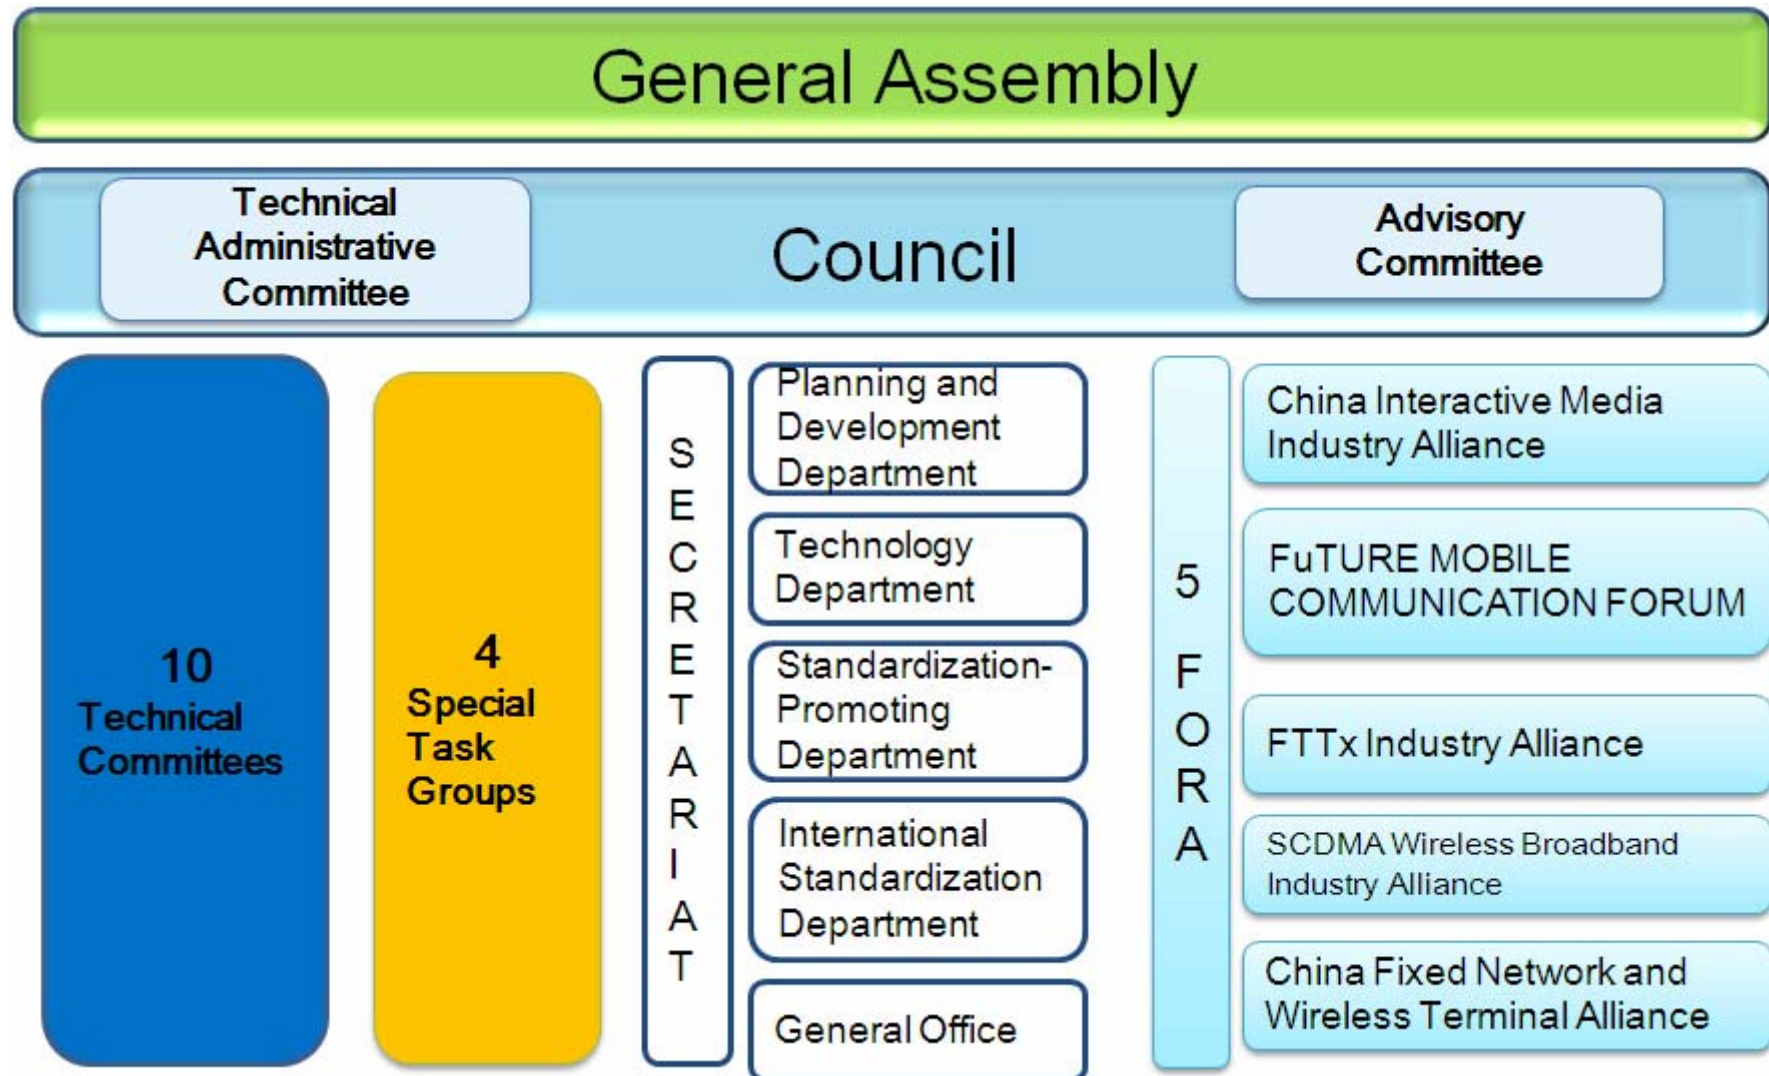 General Assembly
Technical
Administrative
Committee
Council
Advisory
Committee
10
Technical
Committees
4
Special
Task
Groups
SECRETARIAT
Planning and
Development
Department
Technology
Department
Standardization-
Promoting
Department
International
Standardization
Department
General Office
5 FORA
China Interactive Media
Industry Alliance
FuTURE MOBILE
COMMUNICATION FORUM
FTTx Industry Alliance
SCDMA Wireless Broadband
Industry Alliance
China Fixed Network and
Wireless Terminal Alliance